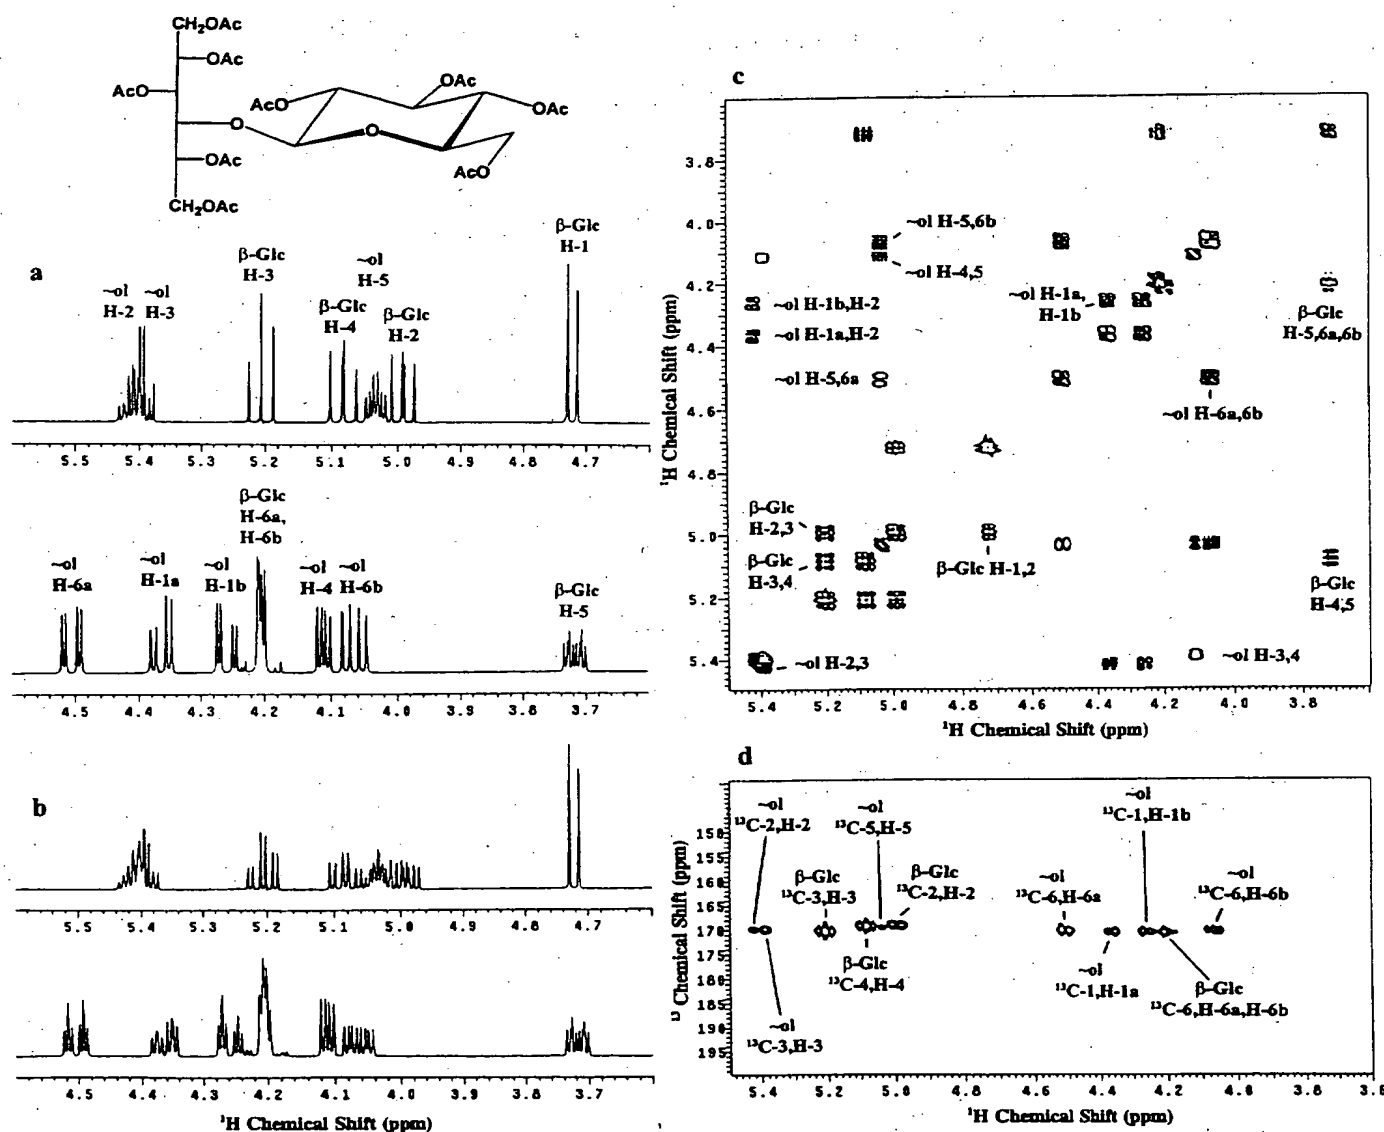 CH₂OAc
OAc
AcO
O
OAc
CH₂OAc
AcO
OAc
OAc
O
AcO
a
~ol
H-2
~ol
H-3
β-Glc
H-3
β-Glc
H-4
~ol
H-5
β-Glc
H-2
β-Glc
H-1
5.5 5.4 5.3 5.2 5.1 5.0 4.9 4.8 4.7
~ol
H-6a
~ol
H-1a
~ol
H-1b
β-Glc
H-6a,
H-6b
~ol
H-4
~ol
H-6b
β-Glc
H-5
4.5 4.4 4.3 4.2 4.1 4.0 3.9 3.8 3.7
b
5.5 5.4 5.3 5.2 5.1 5.0 4.9 4.8 4.7
4.5 4.4 4.3 4.2 4.1 4.0 3.9 3.8 3.7
¹H Chemical Shift (ppm)
c
¹H Chemical Shift (ppm)
3.8
4.0
4.2
4.4
4.6
4.8
5.0
5.2
5.4
~ol H-5,6b
~ol H-4,5
~ol H-1b,H-2
~ol H-1a,
H-1b
β-Glc
H-5,6a,6b
~ol H-1a,H-2
~ol H-5,6a
~ol H-6a,6b
β-Glc
H-2,3
β-Glc
H-3,4
β-Glc H-1,2
β-Glc
H-4,5
~ol H-2,3
~ol H-3,4
5.4 5.2 5.0 4.8 4.6 4.4 4.2 4.0 3.8
¹H Chemical Shift (ppm)
d
¹³ Chemical Shift (ppm)
150
155
160
165
170
175
180
185
190
195
~ol
¹³C-2,H-2
~ol
¹³C-5,H-5
~ol
¹³C-1,H-1b
β-Glc
¹³C-3,H-3
β-Glc
¹³C-2,H-2
~ol
¹³C-6,H-6a
~ol
¹³C-6,H-6b
β-Glc
¹³C-4,H-4
~ol
¹³C-1,H-1a
β-Glc
¹³C-6,H-6a,H-6b
~ol
¹³C-3,H-3
5.4 5.2 5.0 4.8 4.6 4.4 4.2 4.0 3.8 3.6
¹H Chemical Shift (ppm)